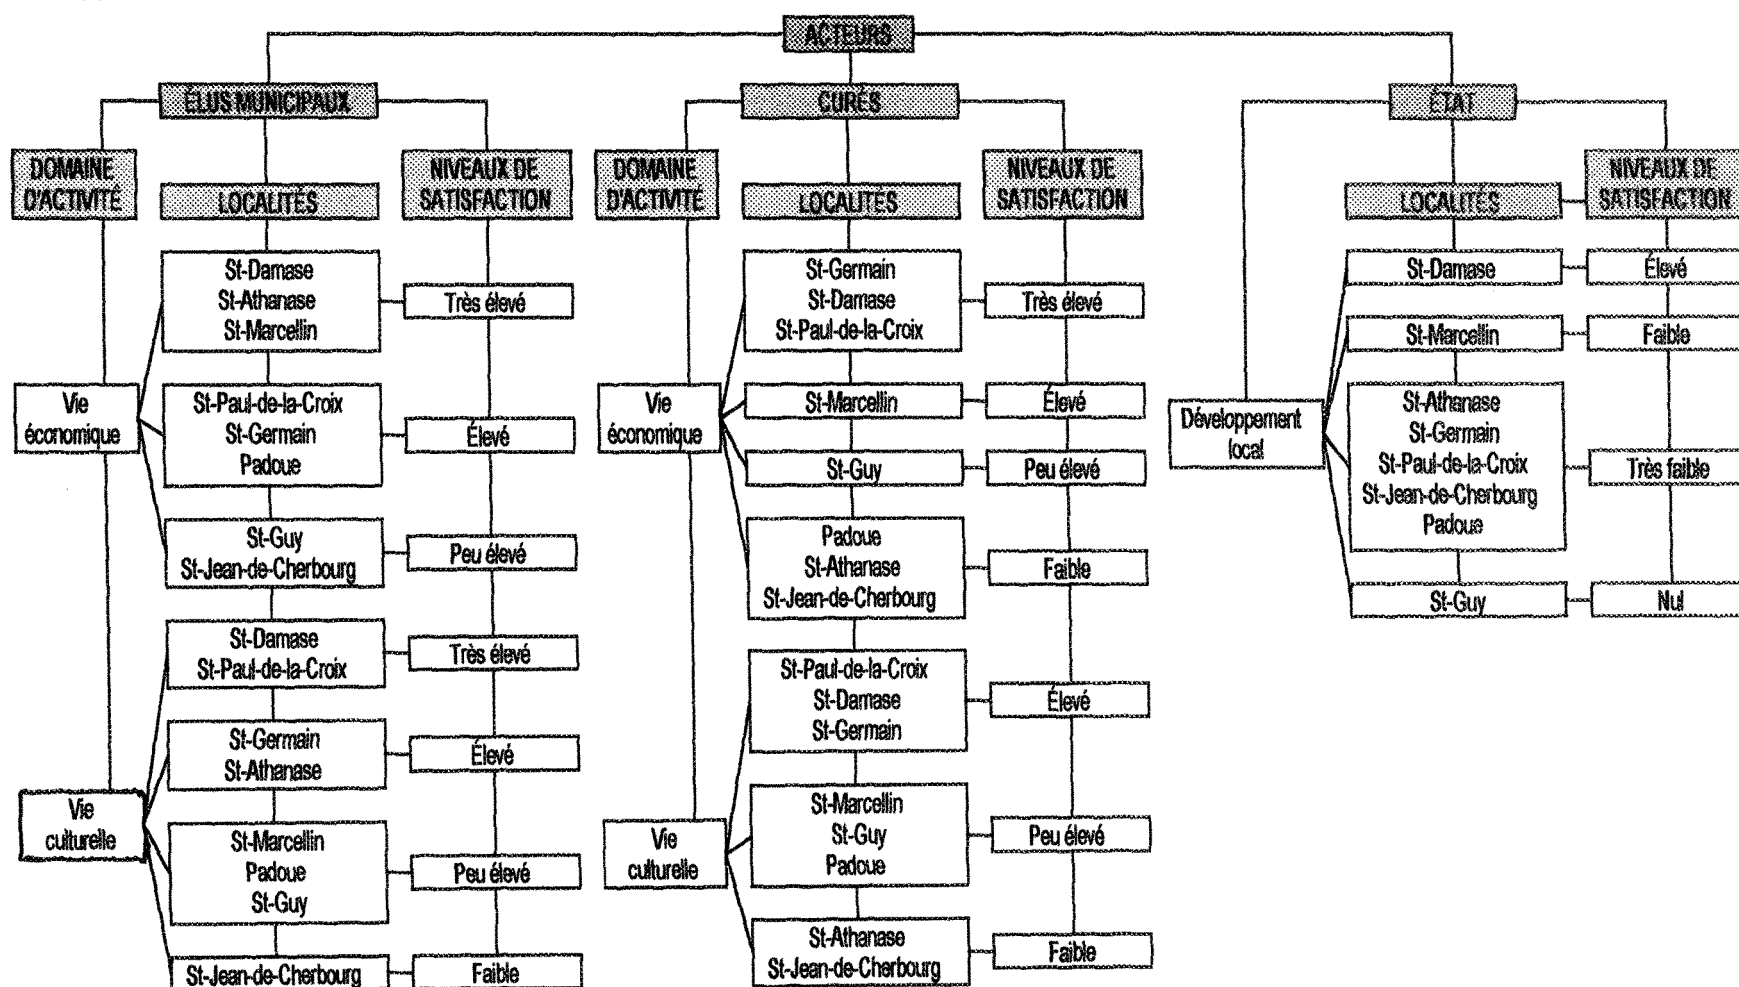 ACTEURS
ÉLUS MUNICIPAUX
DOMAINE
D'ACTIVITÉ
LOCALITÉS
NIVEAUX DE
SATISFACTION
Vie
économique
St-Damase
St-Athanase
St-Marcellin
Très élevé
St-Paul-de-la-Croix
St-Germain
Padoue
Élevé
St-Guy
St-Jean-de-Cherbourg
Peu élevé
Vie
culturelle
St-Damase
St-Paul-de-la-Croix
Très élevé
St-Germain
St-Athanase
Élevé
St-Marcellin
Padoue
St-Guy
Peu élevé
St-Jean-de-Cherbourg
Faible
CURÉS
DOMAINE
D'ACTIVITÉ
LOCALITÉS
NIVEAUX DE
SATISFACTION
Vie
économique
St-Germain
St-Damase
St-Paul-de-la-Croix
Très élevé
St-Marcellin
Élevé
St-Guy
Peu élevé
Padoue
St-Athanase
St-Jean-de-Cherbourg
Faible
Vie
culturelle
St-Paul-de-la-Croix
St-Damase
St-Germain
Élevé
St-Marcellin
St-Guy
Padoue
Peu élevé
St-Athanase
St-Jean-de-Cherbourg
Faible
ÉTAT
LOCALITÉS
NIVEAUX DE
SATISFACTION
Développement
local
St-Damase
Élevé
St-Marcellin
Faible
St-Athanase
St-Germain
St-Paul-de-la-Croix
St-Jean-de-Cherbourg
Padoue
Très faible
St-Guy
Nul